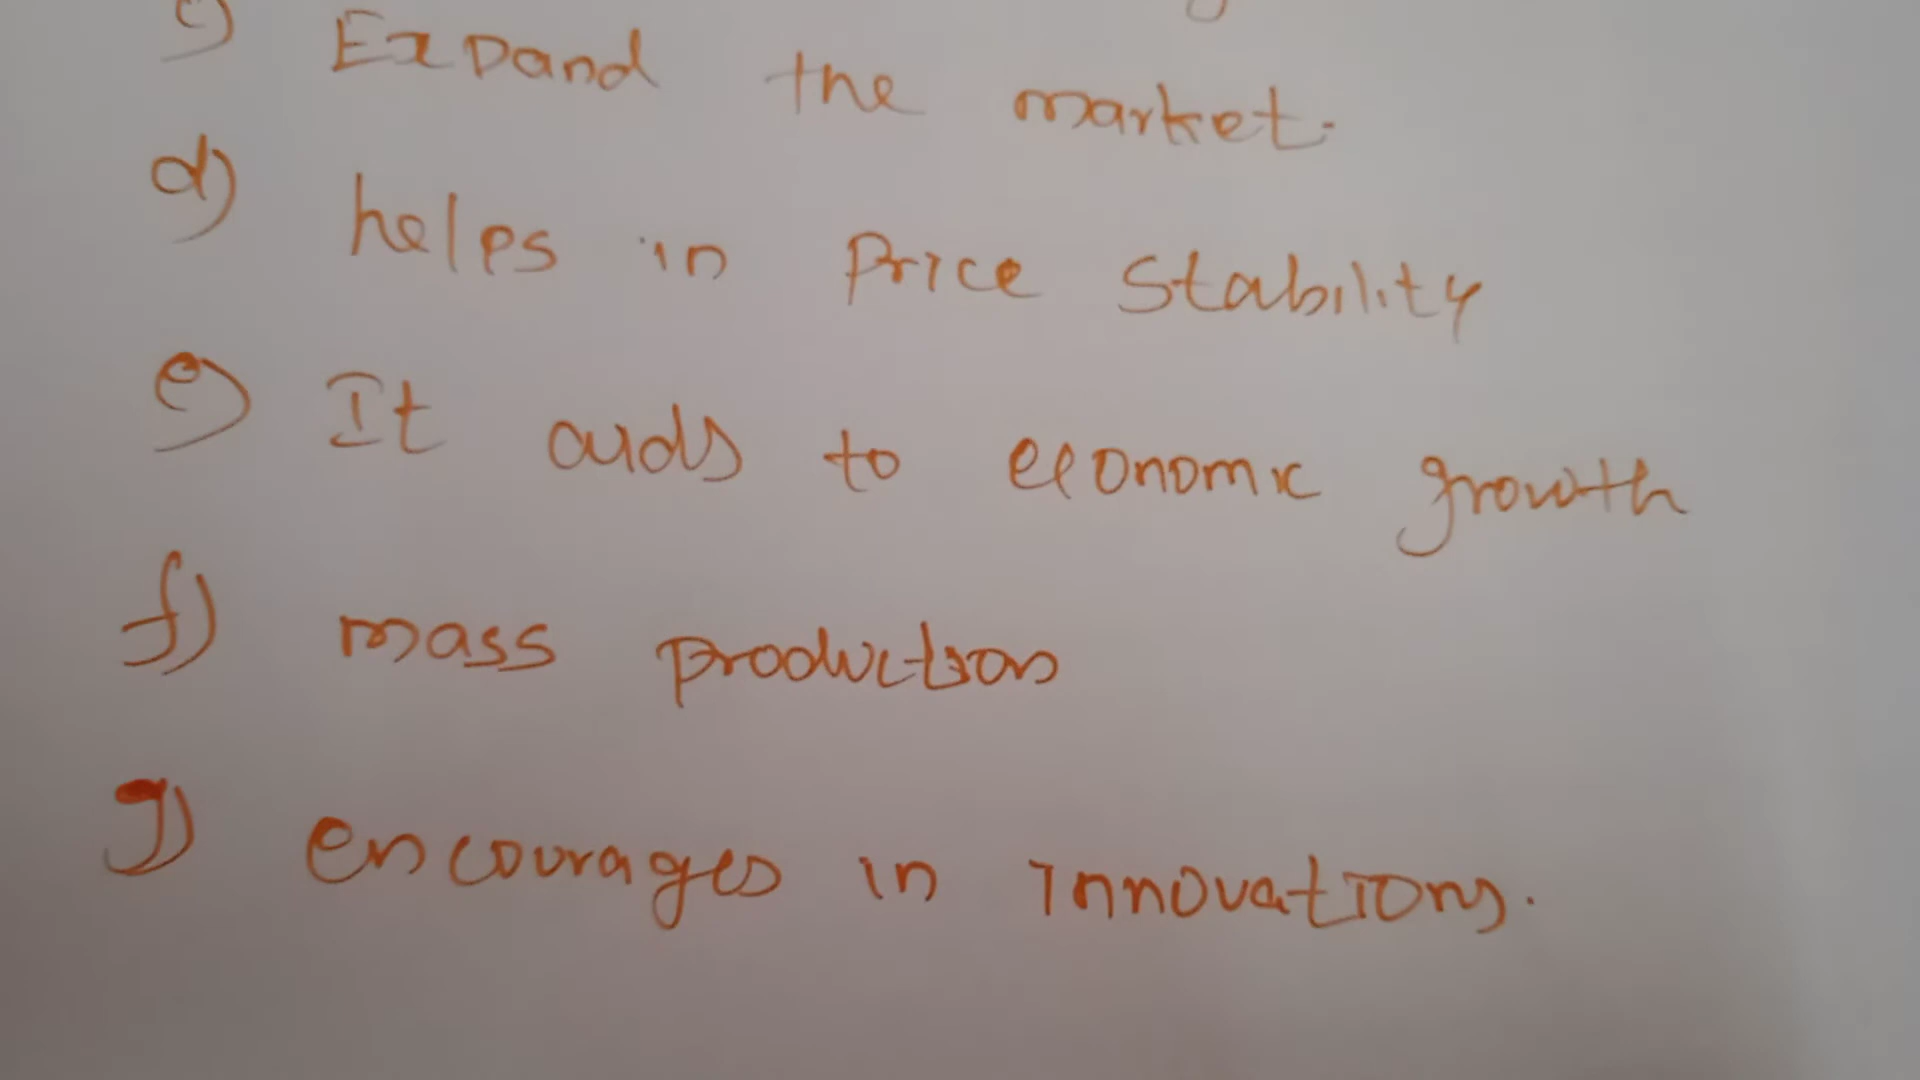 c) Expand the market.
d) helps in Price Stability
e) It aids to economic growth
f) mass production
g) encourages in innovations.